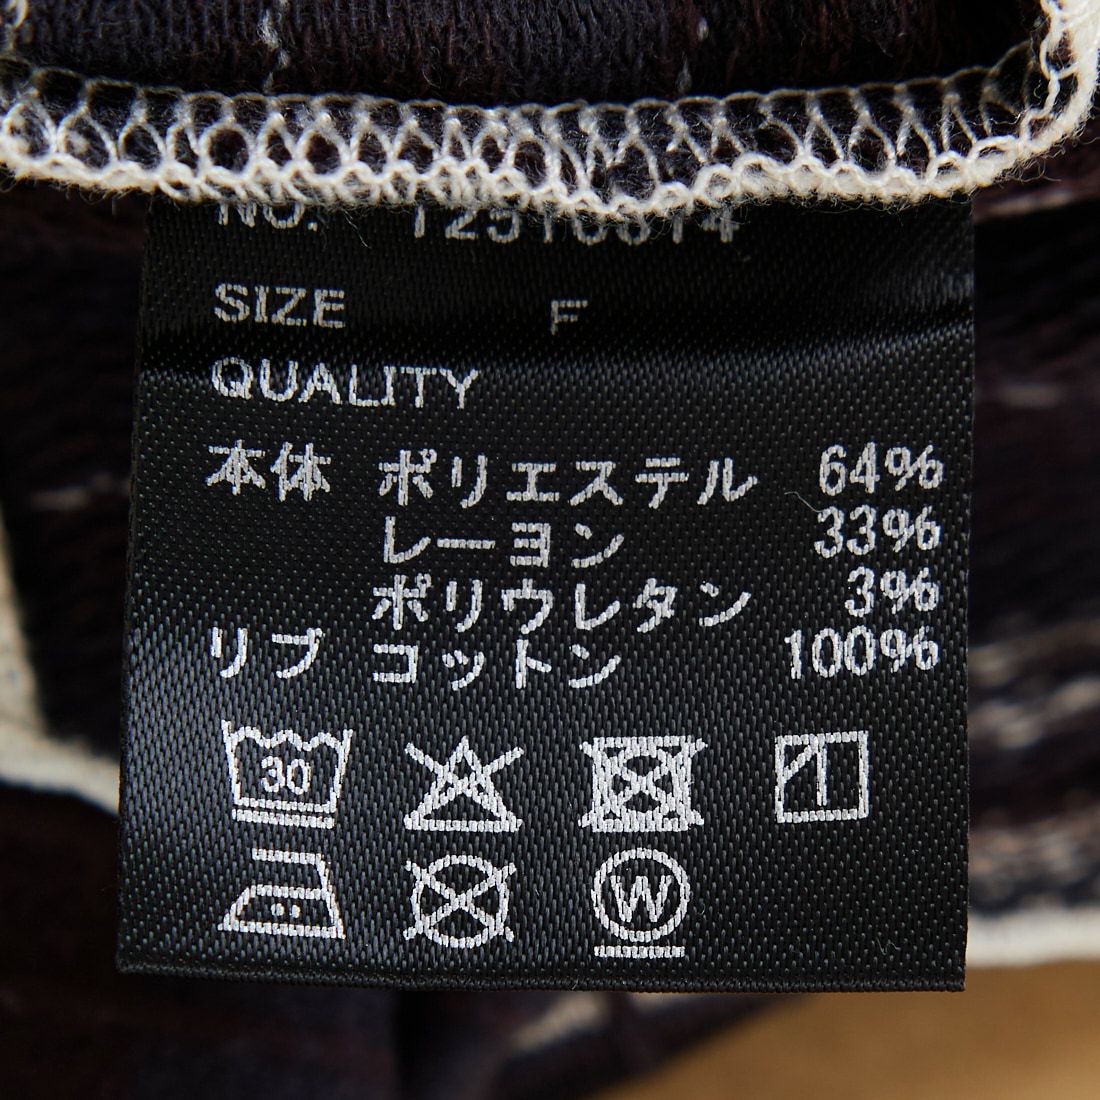 NO.
SIZE F
QUALITY
本体 ポリエステル 64%
レーヨン 33%
ポリウレタン 3%
リブ コットン 100%
30
W